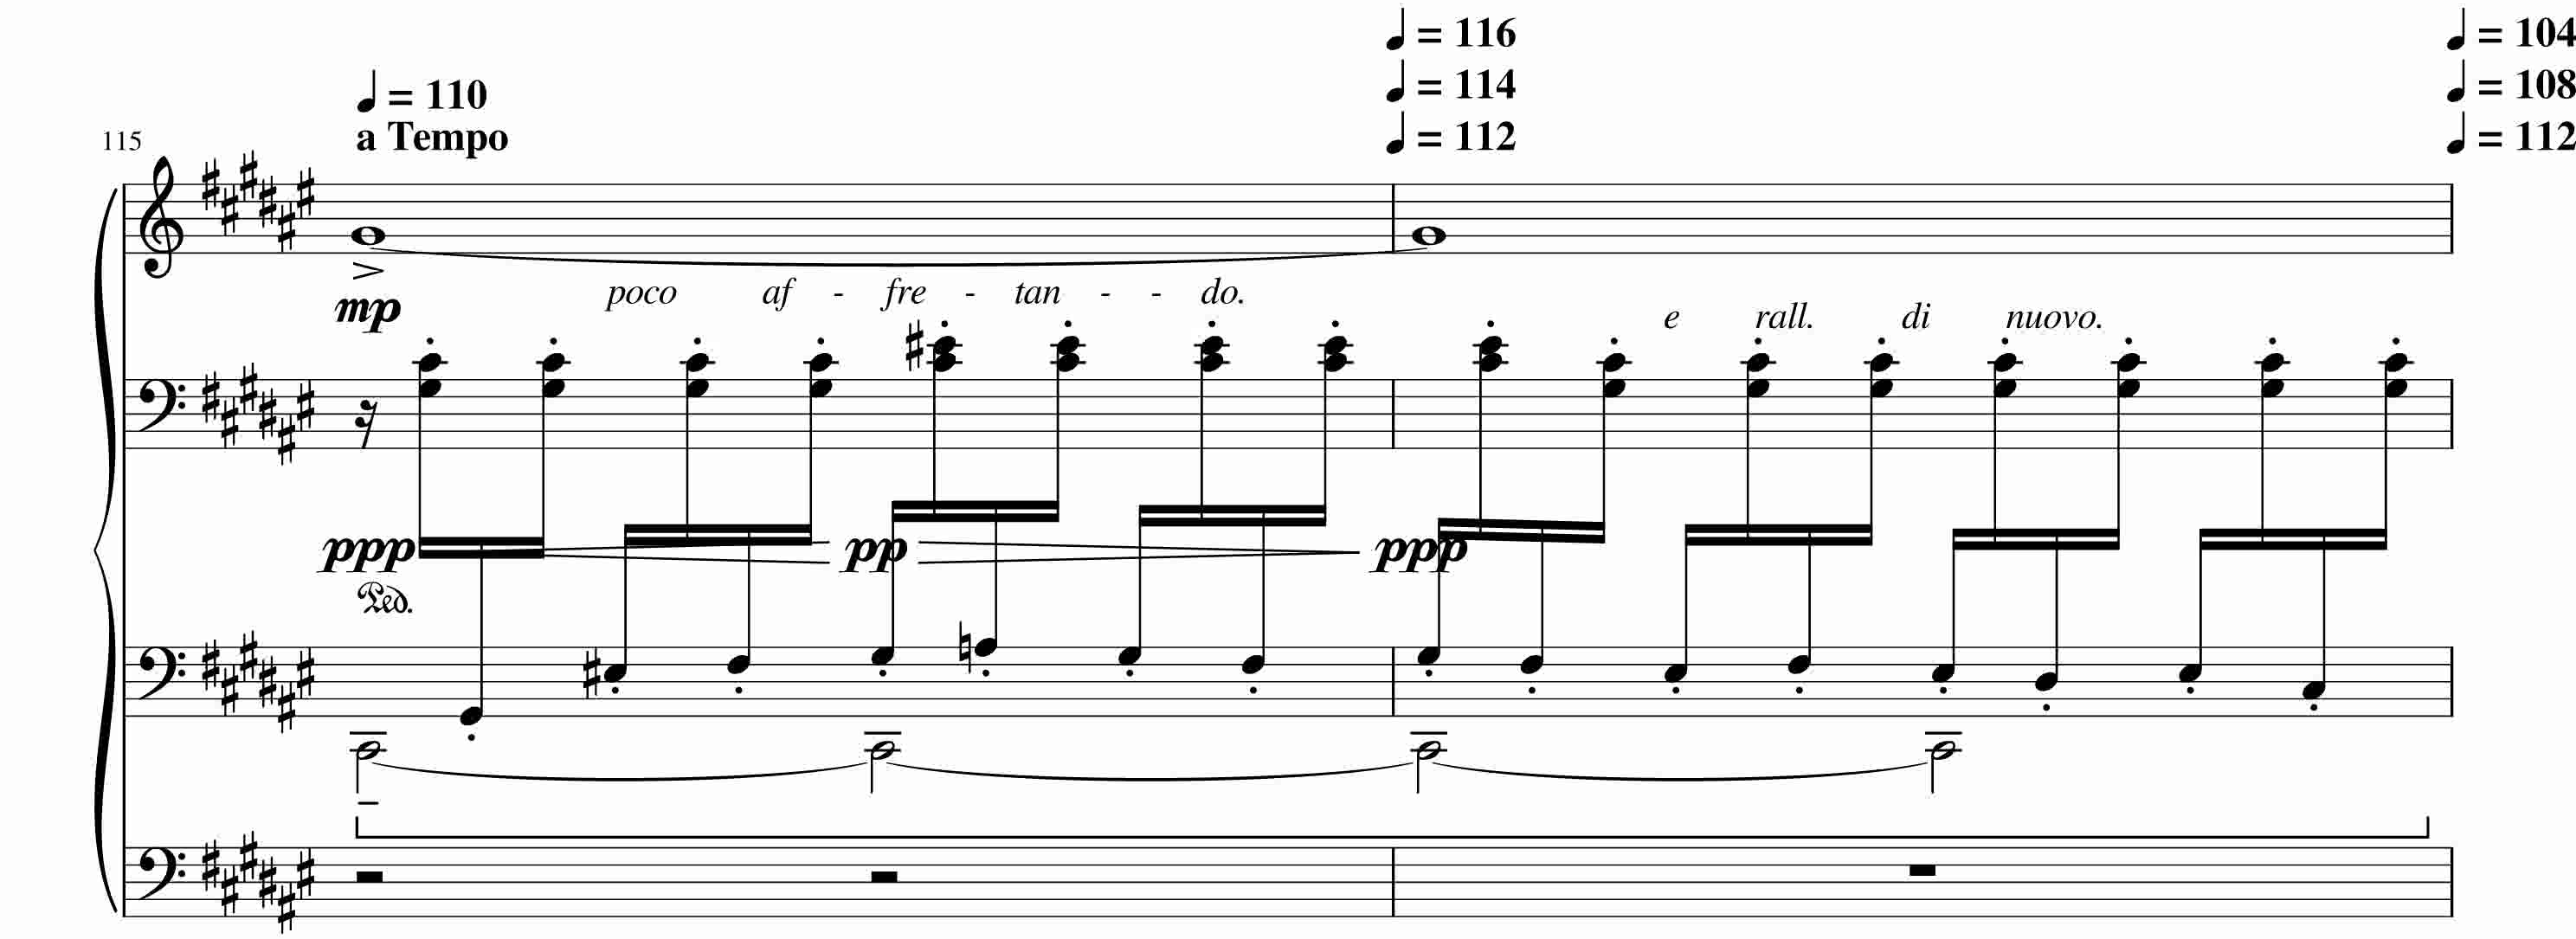 ♩ = 116
♩ = 104
♩ = 110
♩ = 114
♩ = 108
115
a Tempo
♩ = 112
♩ = 112
mp
poco af - fre - tan - - do.
e rall. di nuovo.
ppp
pp
ppp
Ped.